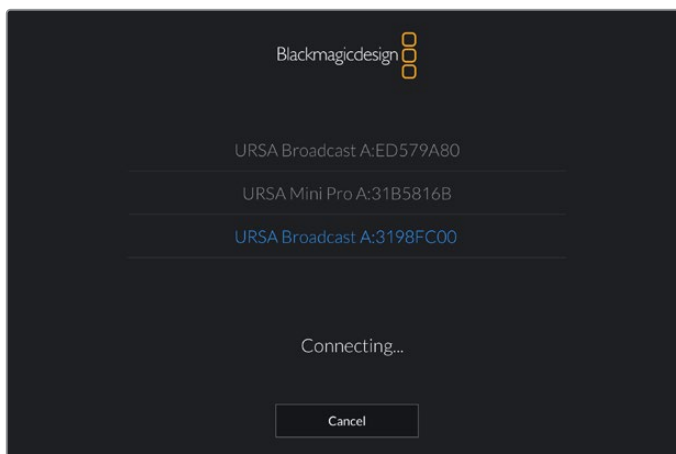 Blackmagicdesign
URSA Broadcast A:ED579A80
URSA Mini Pro A:31B5816B
URSA Broadcast A:3198FC00
Connecting...
Cancel